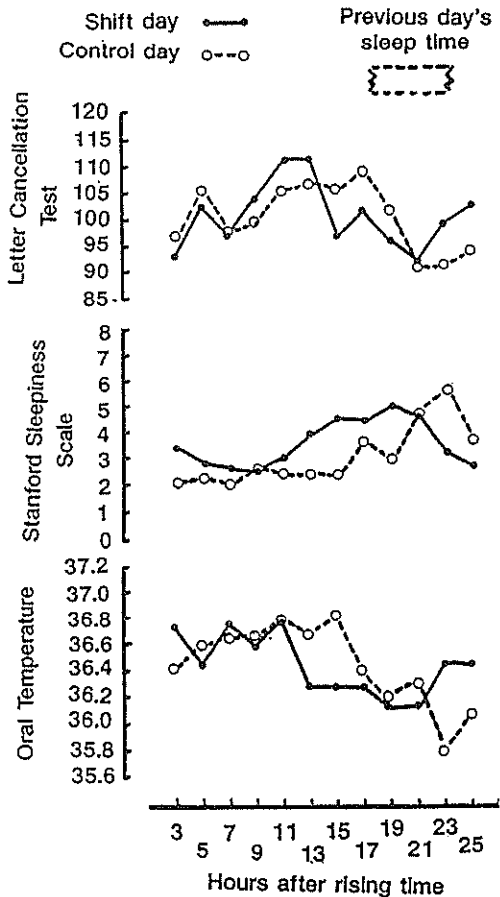 Shift day
Control day
Previous day's
sleep time
Letter Cancellation
Test
120
115
110
105
100
95
90
85
Stanford Sleepiness
Scale
8
7
6
5
4
3
2
1
0
Oral Temperature
37.2
37.0
36.8
36.6
36.4
36.2
36.0
35.8
35.6
3 7 11 15 19 23
5 9 13 17 21 25
Hours after rising time